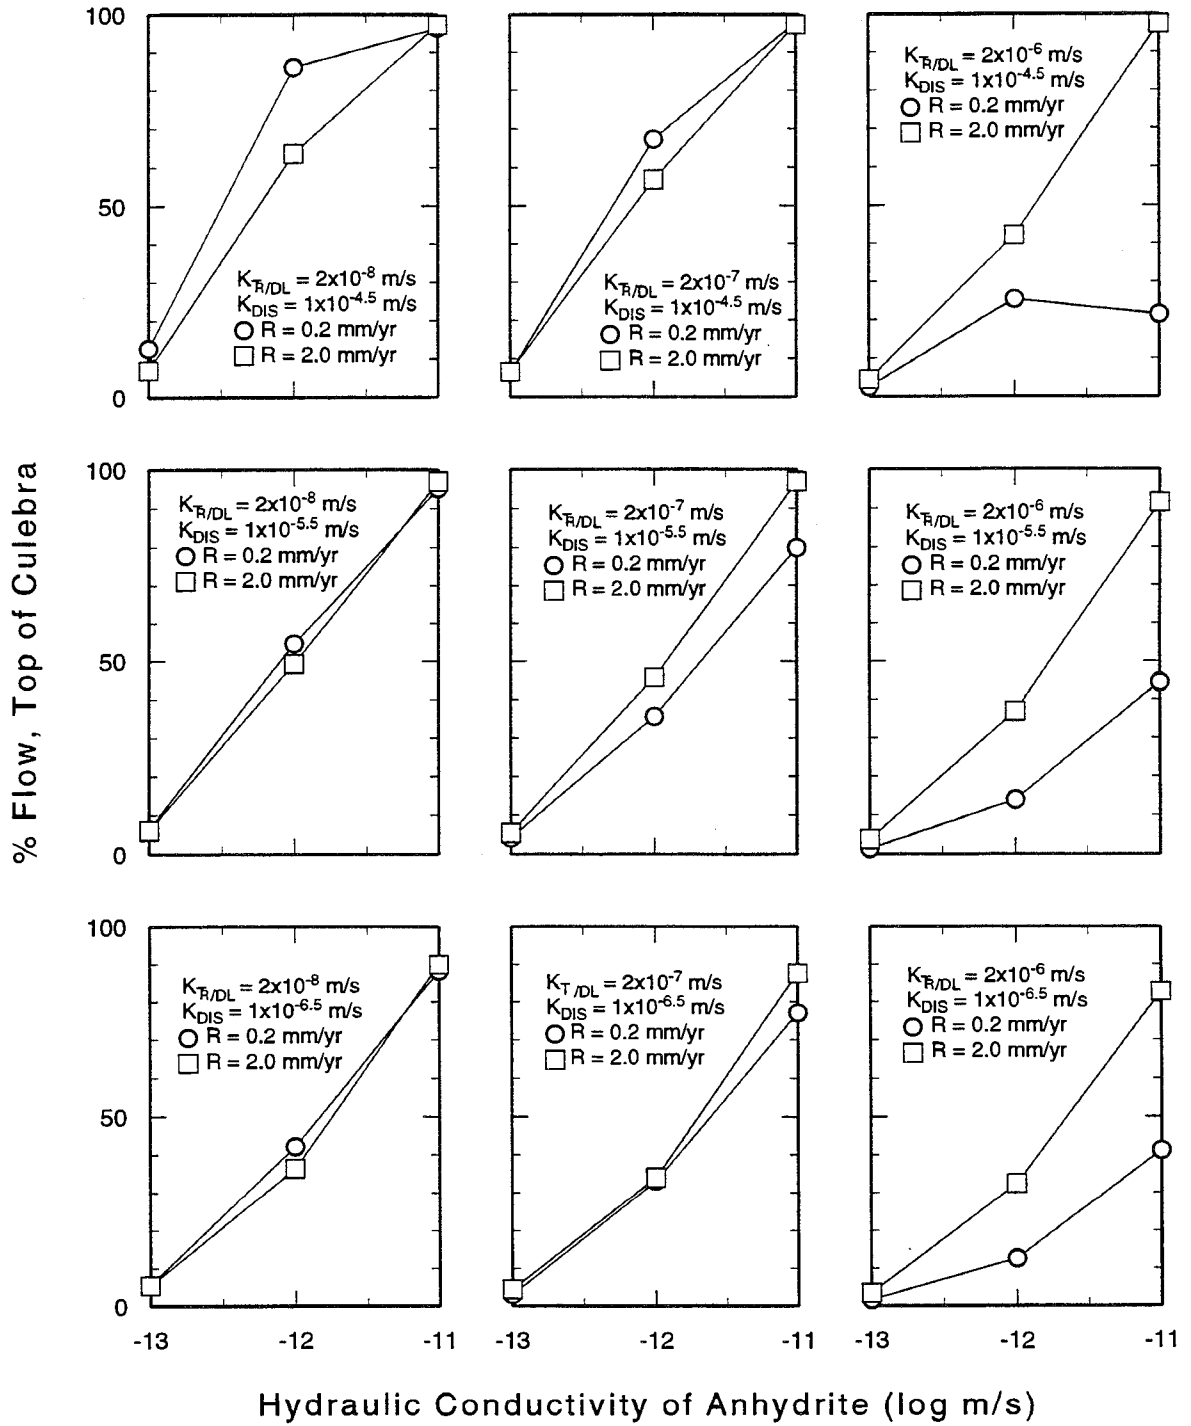 100
50
0
K_TR/DL = 2x10^-8 m/s
K_DIS = 1x10^-4.5 m/s
R = 0.2 mm/yr
R = 2.0 mm/yr
K_TR/DL = 2x10^-7 m/s
K_DIS = 1x10^-4.5 m/s
R = 0.2 mm/yr
R = 2.0 mm/yr
K_TR/DL = 2x10^-6 m/s
K_DIS = 1x10^-4.5 m/s
R = 0.2 mm/yr
R = 2.0 mm/yr
% Flow, Top of Culebra
100
50
0
K_TR/DL = 2x10^-8 m/s
K_DIS = 1x10^-5.5 m/s
R = 0.2 mm/yr
R = 2.0 mm/yr
K_TR/DL = 2x10^-7 m/s
K_DIS = 1x10^-5.5 m/s
R = 0.2 mm/yr
R = 2.0 mm/yr
K_TR/DL = 2x10^-6 m/s
K_DIS = 1x10^-5.5 m/s
R = 0.2 mm/yr
R = 2.0 mm/yr
100
50
0
K_TR/DL = 2x10^-8 m/s
K_DIS = 1x10^-6.5 m/s
R = 0.2 mm/yr
R = 2.0 mm/yr
K_T /DL = 2x10^-7 m/s
K_DIS = 1x10^-6.5 m/s
R = 0.2 mm/yr
R = 2.0 mm/yr
K_TR/DL = 2x10^-6 m/s
K_DIS = 1x10^-6.5 m/s
R = 0.2 mm/yr
R = 2.0 mm/yr
-13 -12 -11 -13 -12 -11 -13 -12 -11
Hydraulic Conductivity of Anhydrite (log m/s)